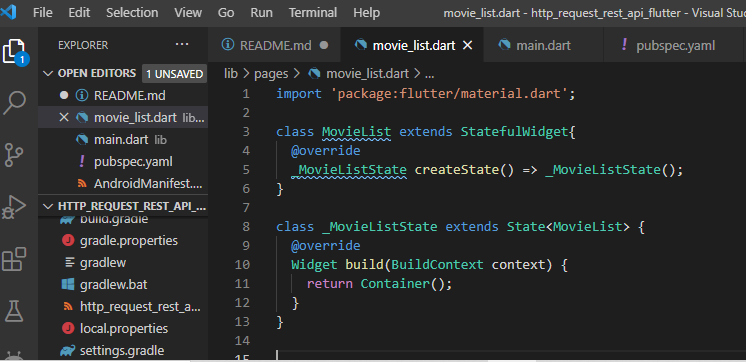 File Edit Selection View Go Run Terminal Help movie_list.dart - http_request_rest_api_flutter - Visual Stu
EXPLORER ...
README.md movie_list.dart main.dart pubspec.yaml
OPEN EDITORS 1 UNSAVED
lib > pages > movie_list.dart > ...
1
README.md
movie_list.dart lib...
main.dart lib
pubspec.yaml
AndroidManifest....
HTTP_REQUEST_REST_API_...
build.gradle
gradle.properties
gradlew
gradlew.bat
http_request_rest_a...
local.properties
settings.gradle
1 import 'package:flutter/material.dart';
2
3 class MovieList extends StatefulWidget{
4 @override
5 _MovieListState createState() => _MovieListState();
6 }
7
8 class _MovieListState extends State<MovieList> {
9 @override
10 Widget build(BuildContext context) {
11 return Container();
12 }
13 }
14
15